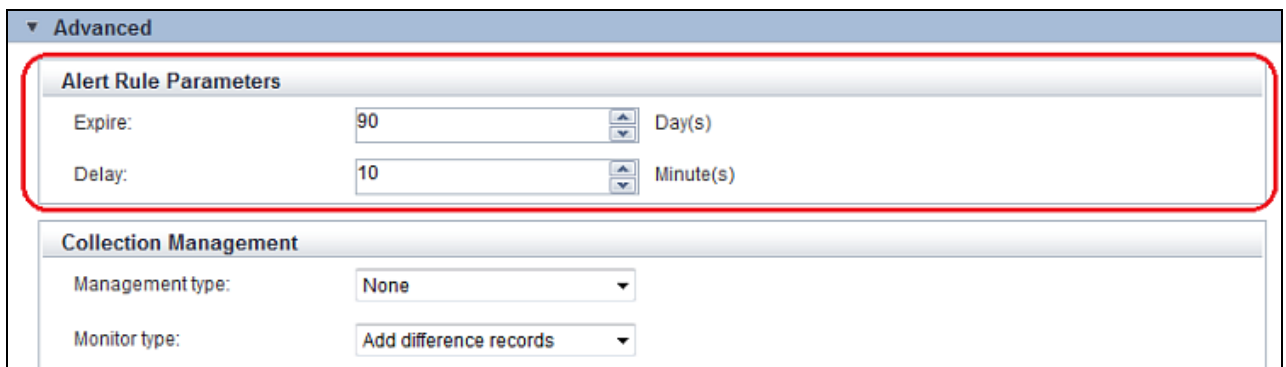 Advanced
Alert Rule Parameters
Expire: 90 Day(s)
Delay: 10 Minute(s)
Collection Management
Management type: None
Monitor type: Add difference records